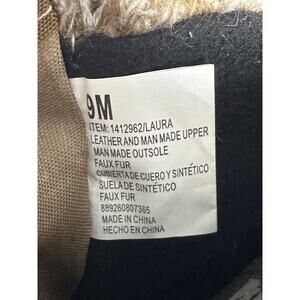 9M
ITEM: 1412962/LAURA
LEATHER AND MAN MADE UPPER
MAN MADE OUTSOLE
FAUX FUR
CUBIERTA DE CUERO Y SINTÉTICO
SUELA DE SINTÉTICO
FAUX FUR
889260807365
MADE IN CHINA
HECHO EN CHINA